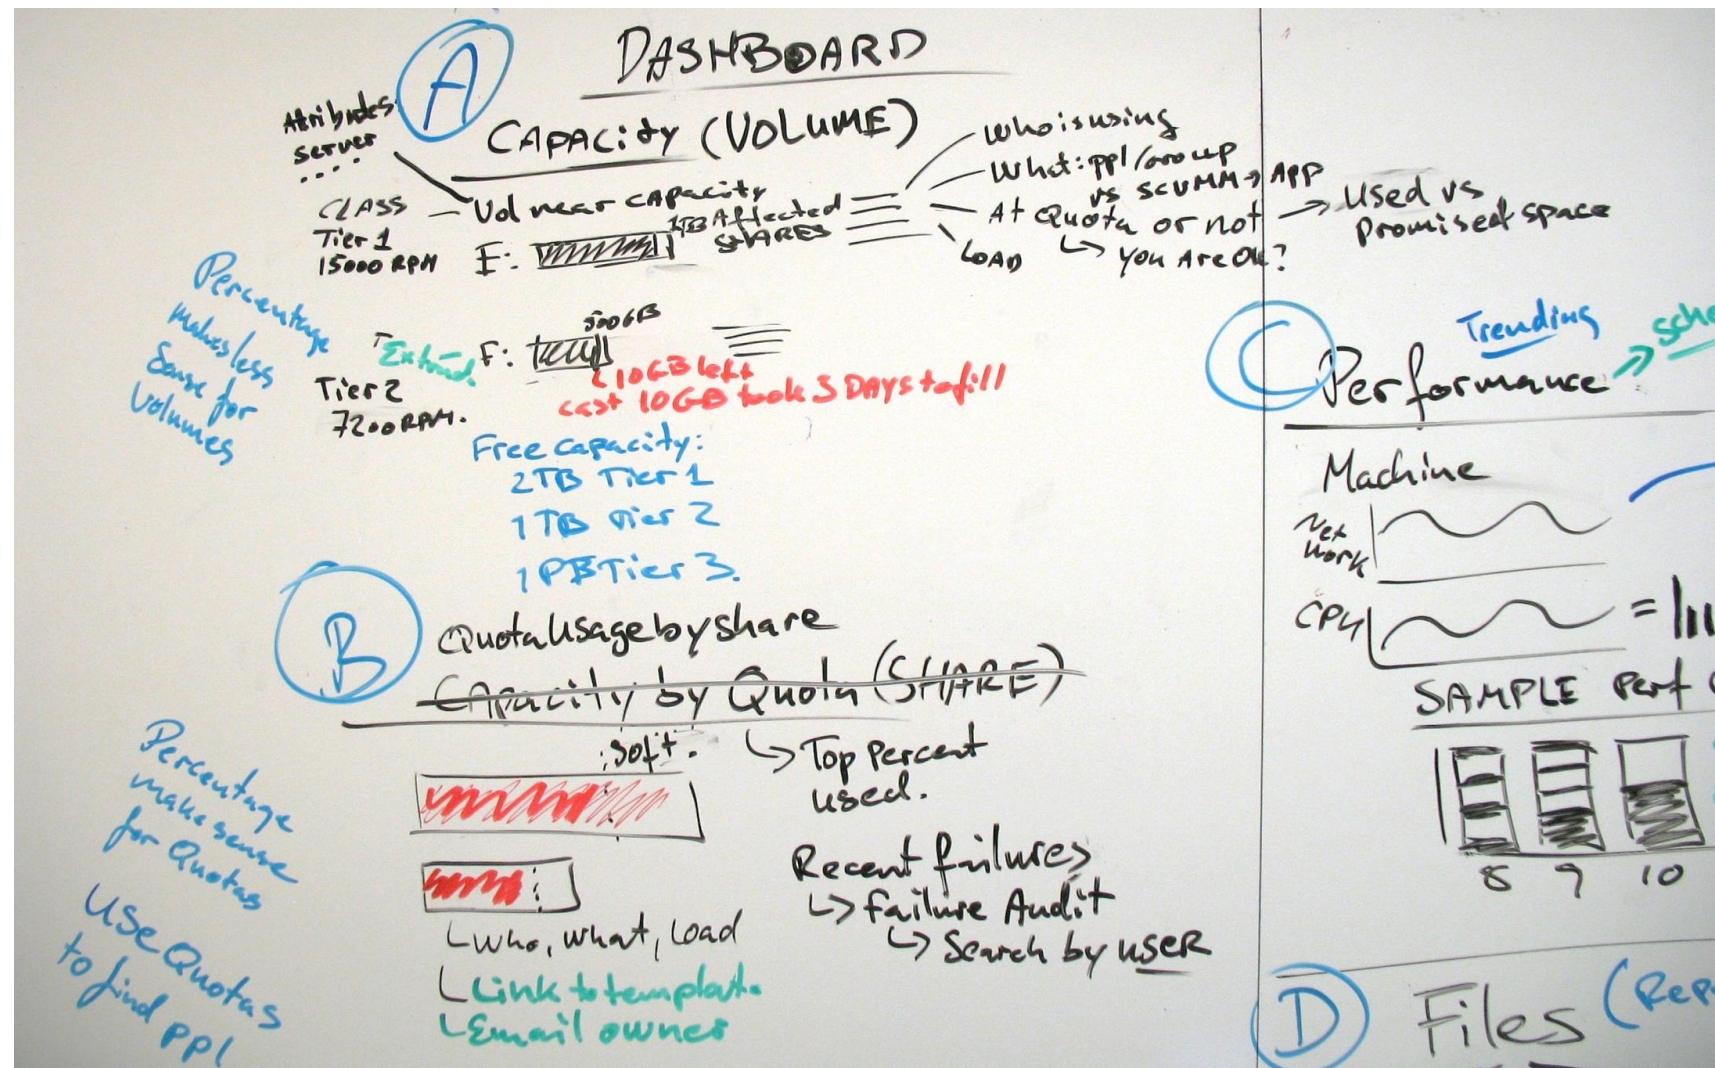 A
DASHBOARD
CAPACity (VOLUME)
Attributes
server
...
CLASS
Tier 1
15000 RPM
Vol near capacity
E:
1TB Affected
SHARES
who is using
What: ppl/group
vs SCUMM → APP
At Quota or not
↳ you Are Ok?
LOAD
Used vs
Promised space
Percentage
makes less
Sense for
Volumes
Extend.
F:
500GB
Tier 2
7200 RPM.
<10GB left
Last 10GB took 3 DAYS to fill
Free capacity:
2TB Tier 1
1TB Tier 2
1PB Tier 3.
B
Quota Usage by share
Capacity by Quota (SHARE)
Soft.
↳ Top Percent
used.
Percentage
make sense
for Quotas
Use Quotas
to find ppl
Recent failures
↳ Failure Audit
↳ Search by user
Who, what, load
Link to template
Email owner
C
Trending
Performance → Sche
Machine
Net
work
CPU
=
SAMPLE Perf
8 9 10
D
Files (Rep